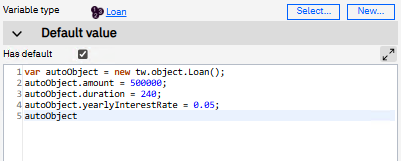 Variable type Loan Select... New...
Default value
Has default
1 var autoObject = new tw.object.Loan();
2 autoObject.amount = 500000;
3 autoObject.duration = 240;
4 autoObject.yearlyInterestRate = 0.05;
5 autoObject